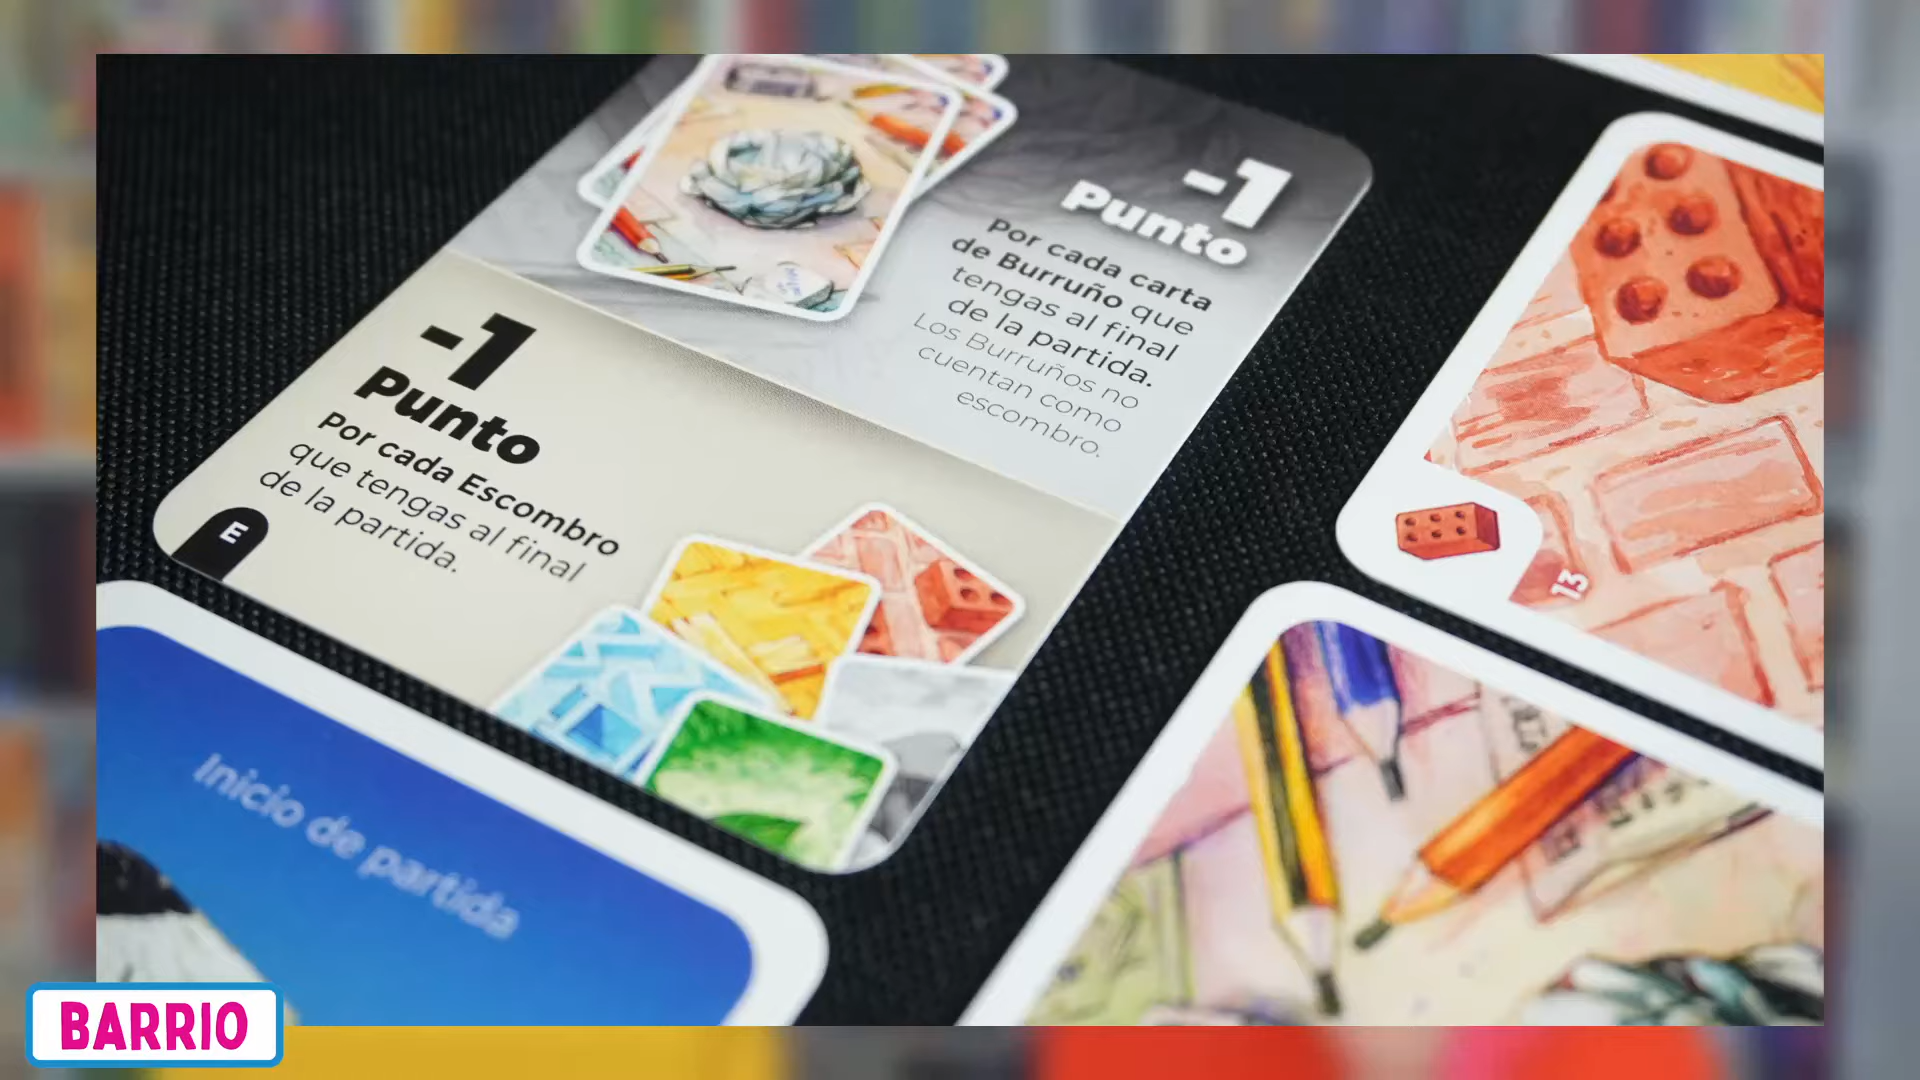 -1
Punto
Por cada carta
de Burruño que
tengas al final
de la partida.
Los Burruños no
cuentan como
escombro.
-1
Punto
Por cada Escombro
que tengas al final
de la partida.
E
13
Inicio de partida
BARRIO